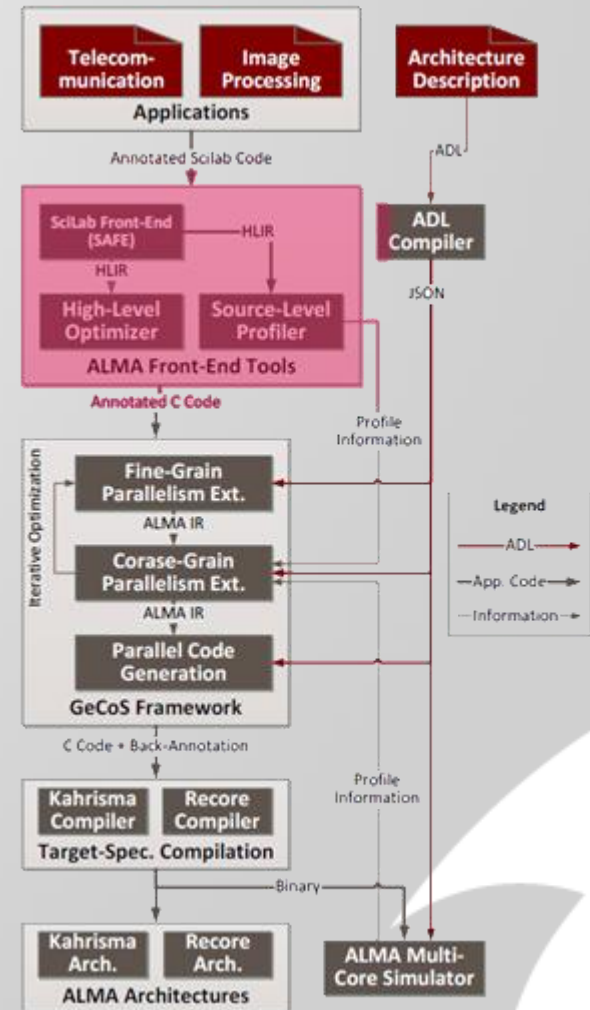 Telecom-
munication
Image
Processing
Applications
Architecture
Description
Annotated Scilab Code
ADL
SciLab Front-End
(SAFE)
HLIR
HLIR
High-Level
Optimizer
Source-Level
Profiler
ALMA Front-End Tools
ADL
Compiler
JSON
Annotated C Code
Profile
Information
Iterative Optimization
Fine-Grain
Parallelism Ext.
ALMA IR
Corase-Grain
Parallelism Ext.
ALMA IR
Parallel Code
Generation
GeCoS Framework
Legend
ADL
App. Code
Information
C Code + Back-Annotation
Profile
Information
Kahrisma
Compiler
Recore
Compiler
Target-Spec. Compilation
Binary
Kahrisma
Arch.
Recore
Arch.
ALMA Architectures
ALMA Multi-
Core Simulator